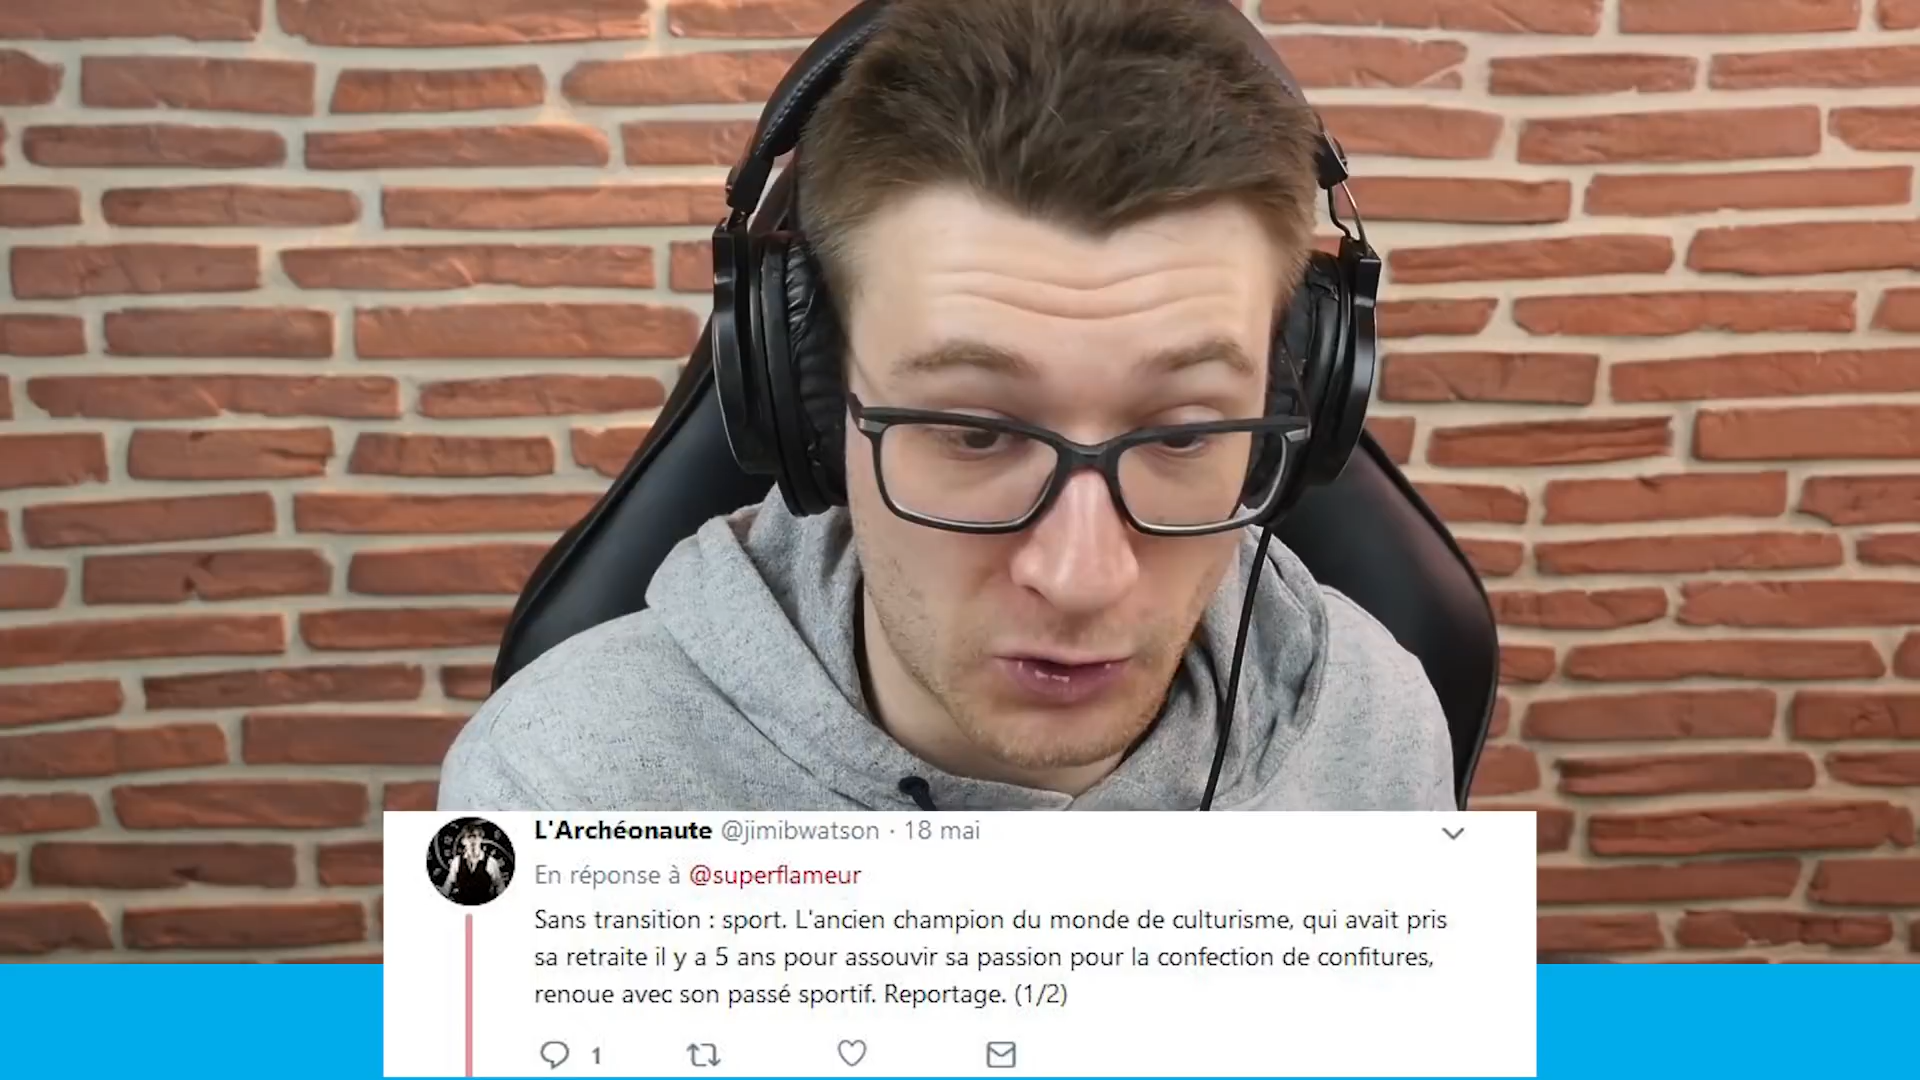 L'Archéonaute @jimibwatson · 18 mai
En réponse à @superflameur
Sans transition : sport. L'ancien champion du monde de culturisme, qui avait pris
sa retraite il y a 5 ans pour assouvir sa passion pour la confection de confitures,
renoue avec son passé sportif. Reportage. (1/2)
1